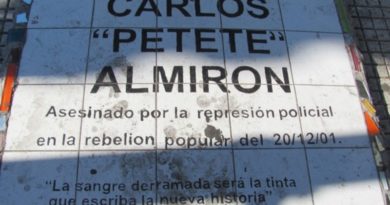 CARLOS
"PETETE"
ALMIRON
Asesinado por la represión policial
en la rebelion popular del 20/12/01.
"La sangre derramada será la tinta
que escriba la nueva historia"